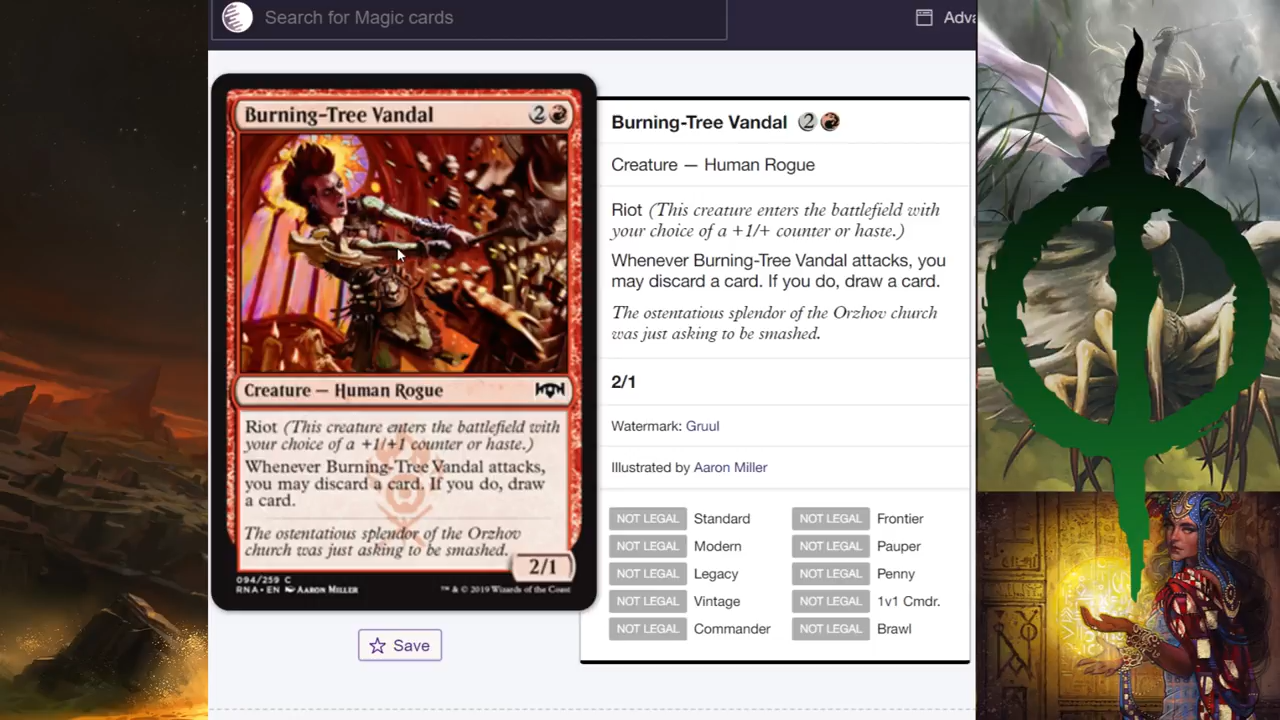 Search for Magic cards
Adva
Burning-Tree Vandal 2
Creature — Human Rogue
Riot (This creature enters the battlefield with
your choice of a +1/+1 counter or haste.)
Whenever Burning-Tree Vandal attacks,
you may discard a card. If you do, draw
a card.
The ostentatious splendor of the Orzhov
church was just asking to be smashed.
2/1
094/259 C
RNA • EN AARON MILLER
™ & © 2019 Wizards of the Coast
Save
Burning-Tree Vandal 2
Creature — Human Rogue
Riot (This creature enters the battlefield with
your choice of a +1/+ counter or haste.)
Whenever Burning-Tree Vandal attacks, you
may discard a card. If you do, draw a card.
The ostentatious splendor of the Orzhov church
was just asking to be smashed.
2/1
Watermark: Gruul
Illustrated by Aaron Miller
NOT LEGAL Standard NOT LEGAL Frontier
NOT LEGAL Modern NOT LEGAL Pauper
NOT LEGAL Legacy NOT LEGAL Penny
NOT LEGAL Vintage NOT LEGAL 1v1 Cmdr.
NOT LEGAL Commander NOT LEGAL Brawl